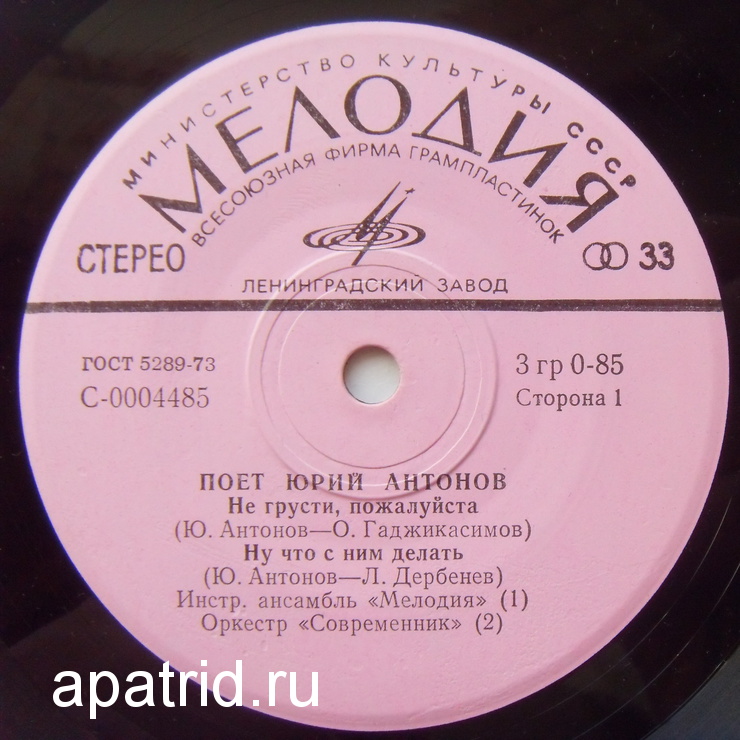 МИНИСТЕРСТВО КУЛЬТУРЫ СССР
МЕЛОДИЯ
ВСЕСОЮЗНАЯ ФИРМА ГРАМПЛАСТИНОК
СТЕРЕО
33
ЛЕНИНГРАДСКИЙ ЗАВОД
ГОСТ 5289-73
3 гр 0-85
С-0004485
Сторона 1
ПОЕТ ЮРИЙ АНТОНОВ
Не грусти, пожалуйста
(Ю. Антонов—О. Гаджикасимов)
Ну что с ним делать
(Ю. Антонов—Л. Дербенев)
Инстр. ансамбль «Мелодия» (1)
Оркестр «Современник» (2)
apatrid.ru